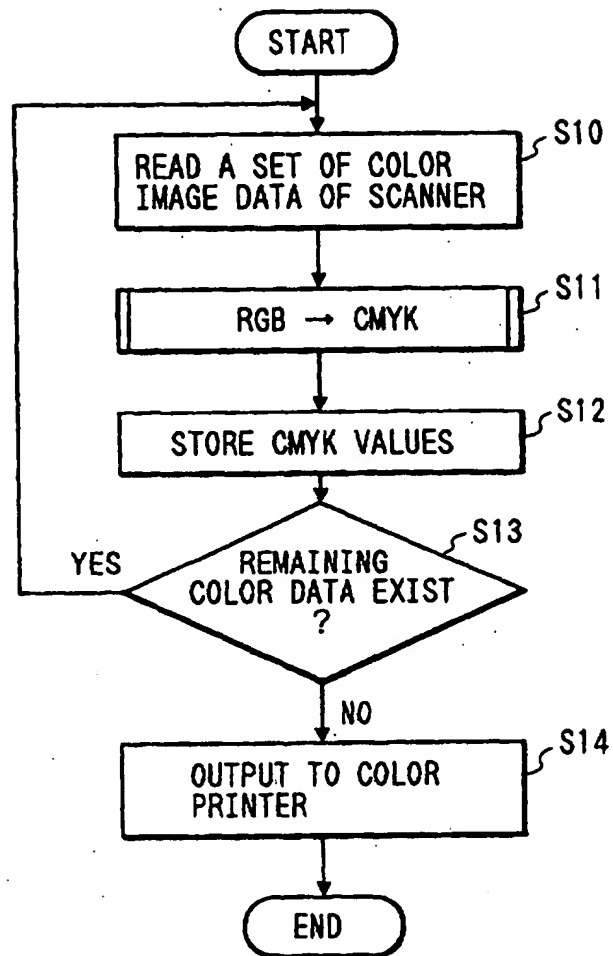 START
S10
READ A SET OF COLOR
IMAGE DATA OF SCANNER
S11
RGB → CMYK
S12
STORE CMYK VALUES
S13
YES
REMAINING
COLOR DATA EXIST
?
NO
S14
OUTPUT TO COLOR
PRINTER
END